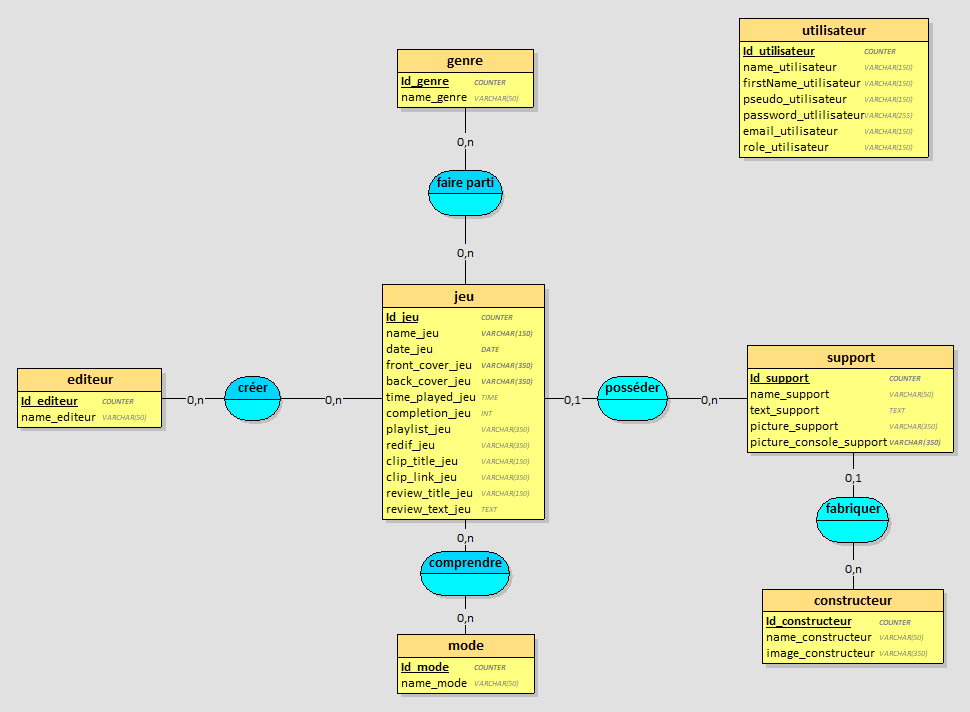 utilisateur
Id_utilisateur COUNTER
name_utilisateur VARCHAR(150)
firstName_utilisateur VARCHAR(150)
pseudo_utilisateur VARCHAR(150)
password_utlilisateur VARCHAR(255)
email_utilisateur VARCHAR(150)
role_utilisateur VARCHAR(150)
genre
Id_genre COUNTER
name_genre VARCHAR(50)
0,n
faire parti
0,n
jeu
Id_jeu COUNTER
name_jeu VARCHAR(150)
date_jeu DATE
front_cover_jeu VARCHAR(350)
back_cover_jeu VARCHAR(350)
time_played_jeu TIME
completion_jeu INT
playlist_jeu VARCHAR(350)
redif_jeu VARCHAR(350)
clip_title_jeu VARCHAR(150)
clip_link_jeu VARCHAR(350)
review_title_jeu VARCHAR(150)
review_text_jeu TEXT
editeur
Id_editeur COUNTER
name_editeur VARCHAR(50)
0,n
créer
0,n
0,1
posséder
0,n
support
Id_support COUNTER
name_support VARCHAR(50)
text_support TEXT
picture_support VARCHAR(350)
picture_console_support VARCHAR(350)
0,1
fabriquer
0,n
constructeur
Id_constructeur COUNTER
name_constructeur VARCHAR(50)
image_constructeur VARCHAR(350)
0,n
comprendre
0,n
mode
Id_mode COUNTER
name_mode VARCHAR(50)